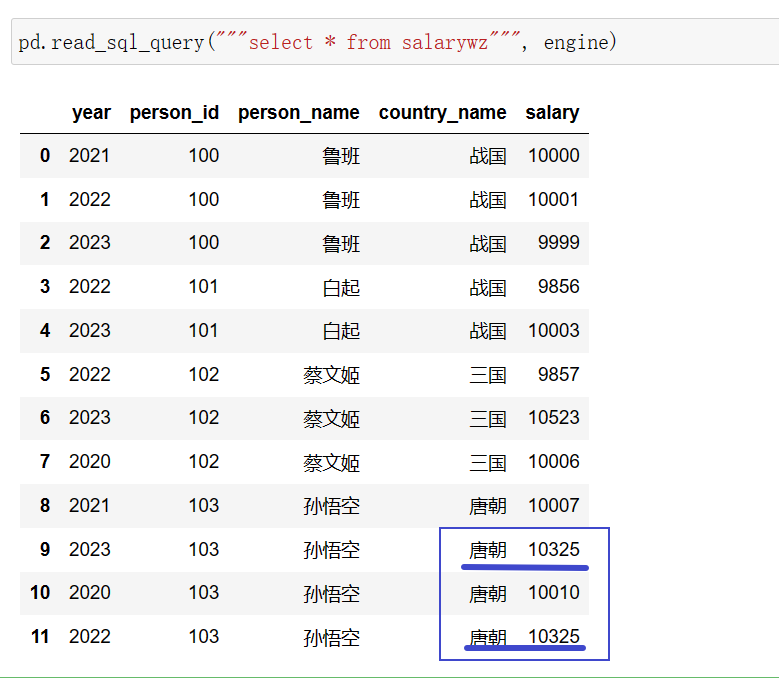 pd.read_sql_query("""select * from salarywz""", engine)
year person_id person_name country_name salary
0 2021 100 鲁班 战国 10000
1 2022 100 鲁班 战国 10001
2 2023 100 鲁班 战国 9999
3 2022 101 白起 战国 9856
4 2023 101 白起 战国 10003
5 2022 102 蔡文姬 三国 9857
6 2023 102 蔡文姬 三国 10523
7 2020 102 蔡文姬 三国 10006
8 2021 103 孙悟空 唐朝 10007
9 2023 103 孙悟空 唐朝 10325
10 2020 103 孙悟空 唐朝 10010
11 2022 103 孙悟空 唐朝 10325